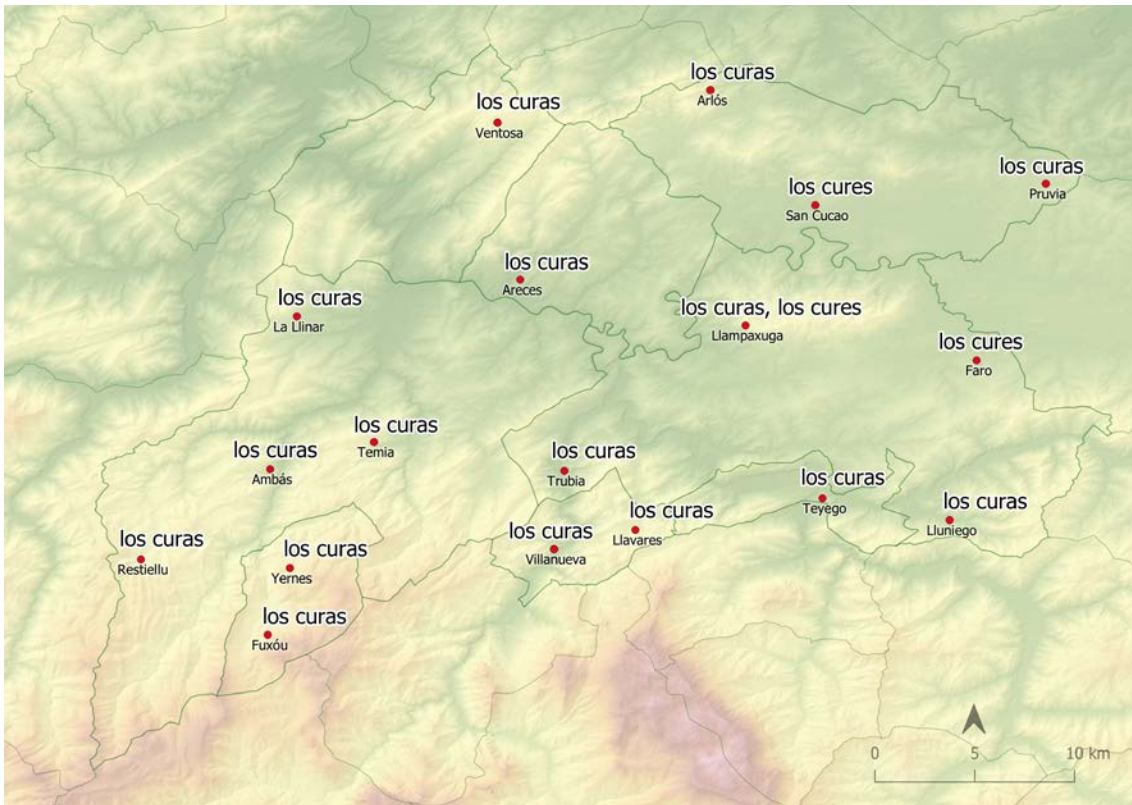 los curas
Arlós
los curas
Ventosa
los curas
Pruvia
los cures
San Cucao
los curas
Areces
los curas
La Llinar
los curas, los cures
Llampaxuga
los cures
Faro
los curas
Temia
los curas
Ambás
los curas
Trubia
los curas
Teyego
los curas
Lluniego
los curas
Llavares
los curas
Villanueva
los curas
Restiellu
los curas
Yernes
los curas
Fuxóu
0 5 10 km